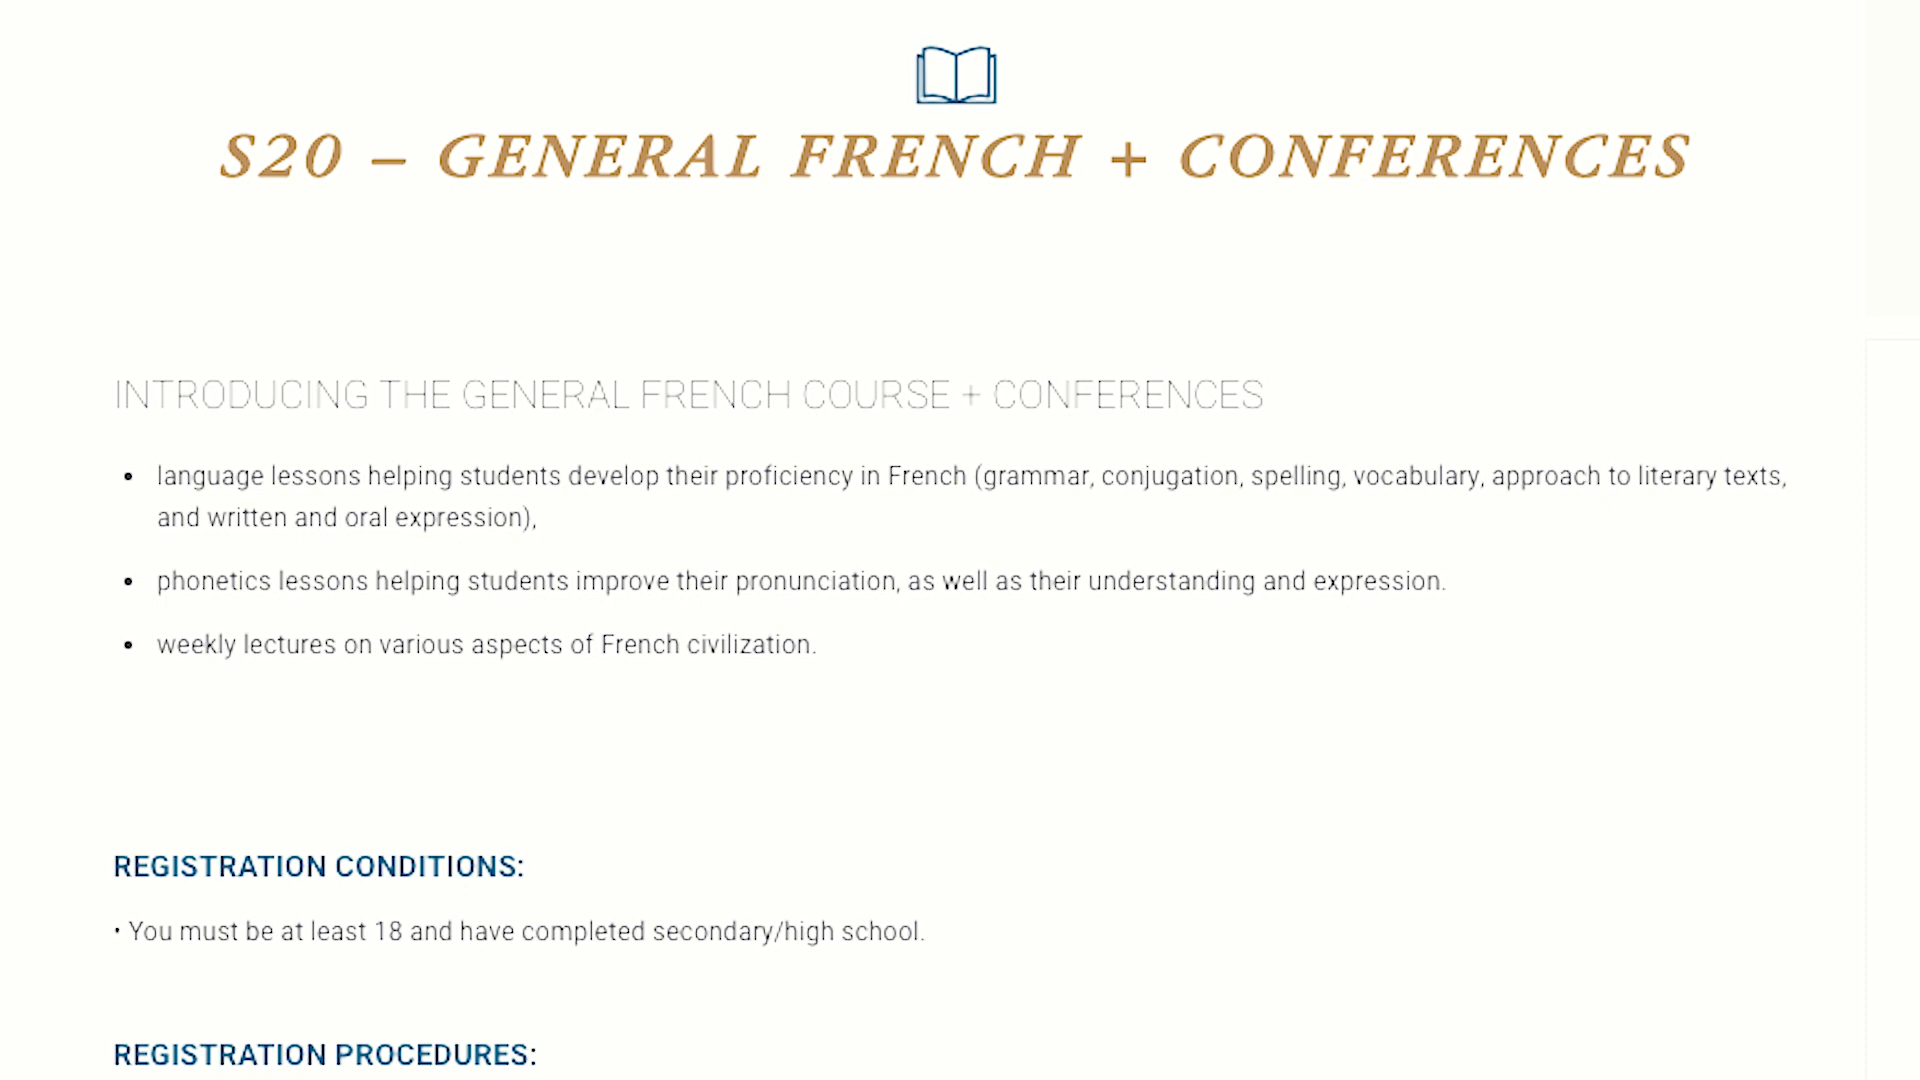 S20 – GENERAL FRENCH + CONFERENCES
INTRODUCING THE GENERAL FRENCH COURSE + CONFERENCES
• language lessons helping students develop their proficiency in French (grammar, conjugation, spelling, vocabulary, approach to literary texts,
and written and oral expression),
• phonetics lessons helping students improve their pronunciation, as well as their understanding and expression.
• weekly lectures on various aspects of French civilization.
REGISTRATION CONDITIONS:
• You must be at least 18 and have completed secondary/high school.
REGISTRATION PROCEDURES: